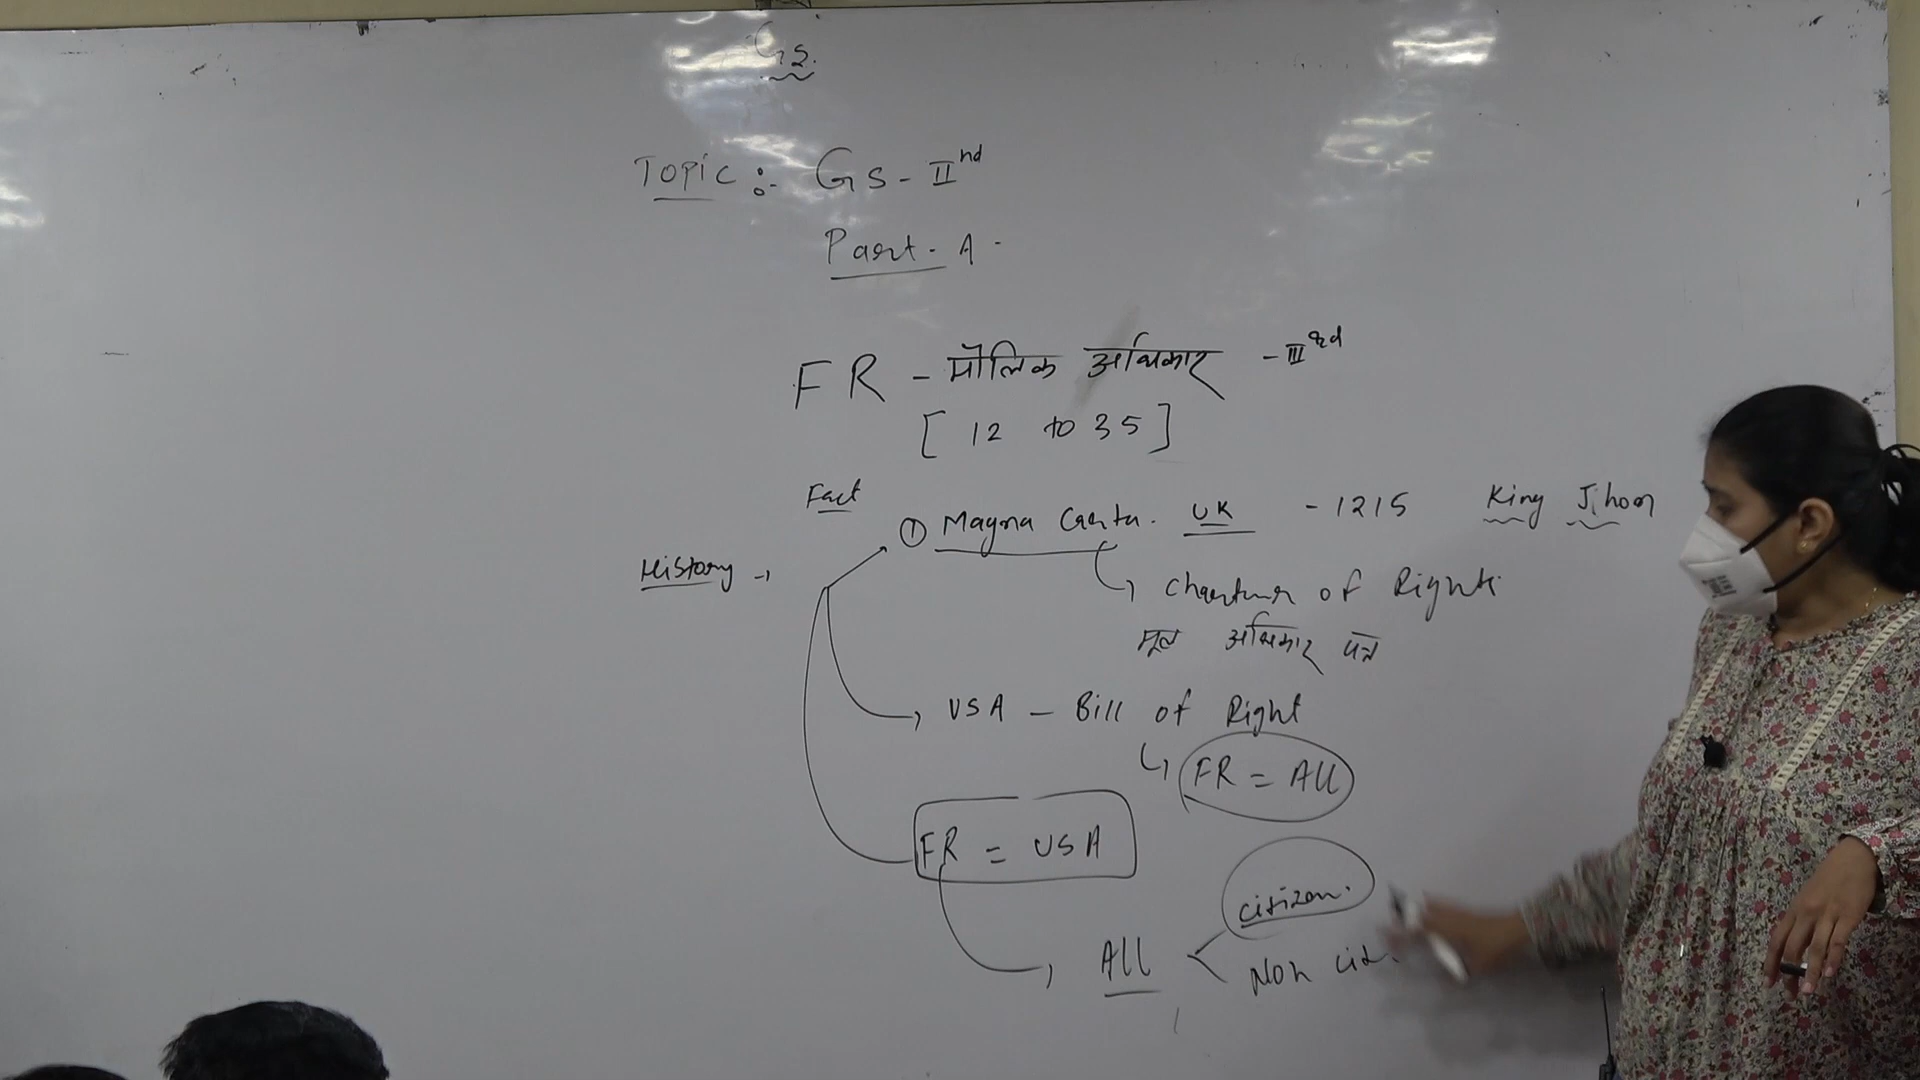 GS.
Topic :- GS - IInd
Part - A -
FR - मौलिक अधिकार - IIIrd
[ 12 to 35 ]
Fact
① Magna Carta. UK - 1215 King Jhon
History →
Charter of Rights
मूल अधिकार पत्र
USA - Bill of Right
FR = All
FR = USA
citizen.
All
Non cit.